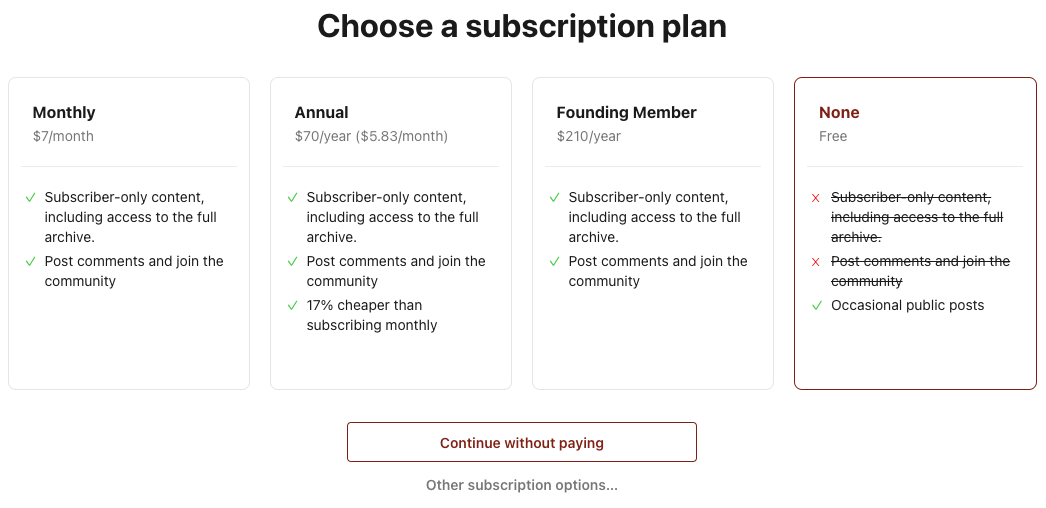 Choose a subscription plan
Monthly
$7/month
Subscriber-only content,
including access to the full
archive.
Post comments and join the
community
Annual
$70/year ($5.83/month)
Subscriber-only content,
including access to the full
archive.
Post comments and join the
community
17% cheaper than
subscribing monthly
Founding Member
$210/year
Subscriber-only content,
including access to the full
archive.
Post comments and join the
community
None
Free
Subscriber-only content,
including access to the full
archive.
Post comments and join the
community
Occasional public posts
Continue without paying
Other subscription options...